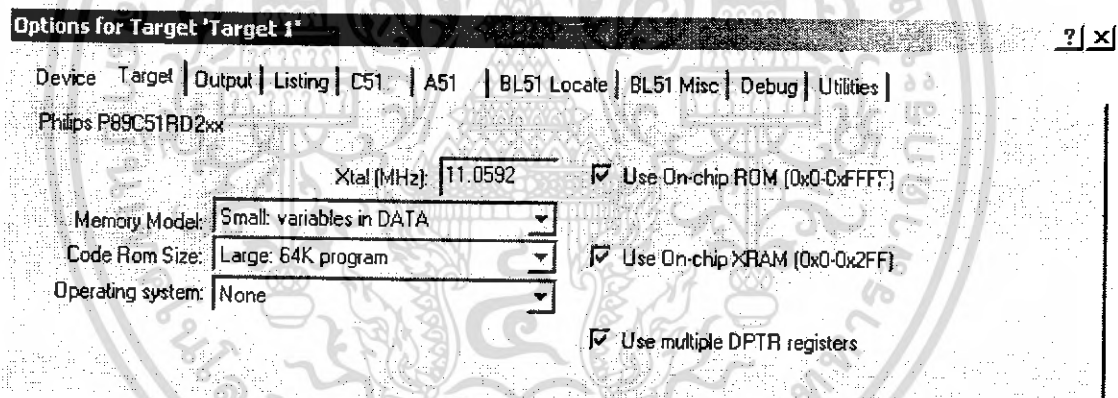 Options for Target 'Target 1'
Device Target Output Listing C51 A51 BL51 Locate BL51 Misc Debug Utilities
Philips P89C51RD2xx
Xtal (MHz): 11.0592 Use On-chip ROM (0x0-0xFFFF)
Memory Model: Small: variables in DATA
Code Rom Size: Large: 64K program Use On-chip XRAM (0x0-0x2FF)
Operating system: None
Use multiple DPTR registers